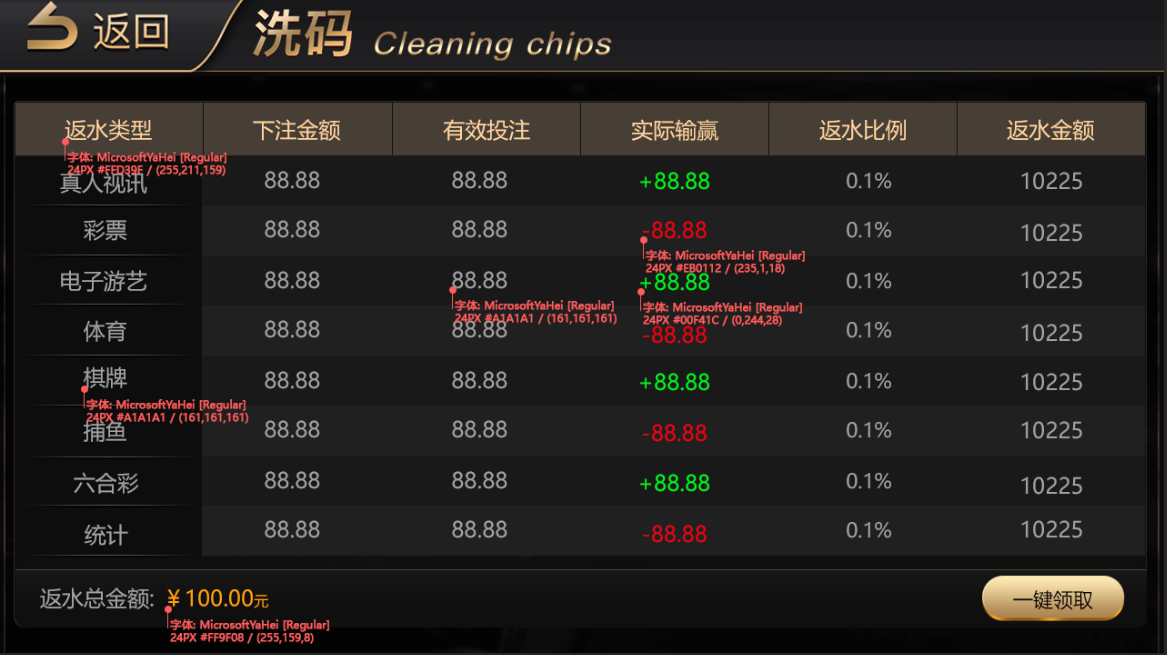 返回 洗码 Cleaning chips
返水类型 下注金额 有效投注 实际输赢 返水比例 返水金额
字体: MicrosoftYaHei [Regular]
24PX #FFD39F / (255,211,159)
真人视讯 88.88 88.88 +88.88 0.1% 10225
彩票 88.88 88.88 -88.88 0.1% 10225
字体: MicrosoftYaHei [Regular]
24PX #EB0112 / (235,1,18)
电子游艺 88.88 88.88 +88.88 0.1% 10225
字体: MicrosoftYaHei [Regular]
24PX #A1A1A1 / (161,161,161)
字体: MicrosoftYaHei [Regular]
24PX #00F41C / (0,244,28)
体育 88.88 88.88 -88.88 0.1% 10225
棋牌 88.88 88.88 +88.88 0.1% 10225
字体: MicrosoftYaHei [Regular]
24PX #A1A1A1 / (161,161,161)
捕鱼 88.88 88.88 -88.88 0.1% 10225
六合彩 88.88 88.88 +88.88 0.1% 10225
统计 88.88 88.88 -88.88 0.1% 10225
返水总金额: ¥100.00元 一键领取
字体: MicrosoftYaHei [Regular]
24PX #FF9F08 / (255,159,8)